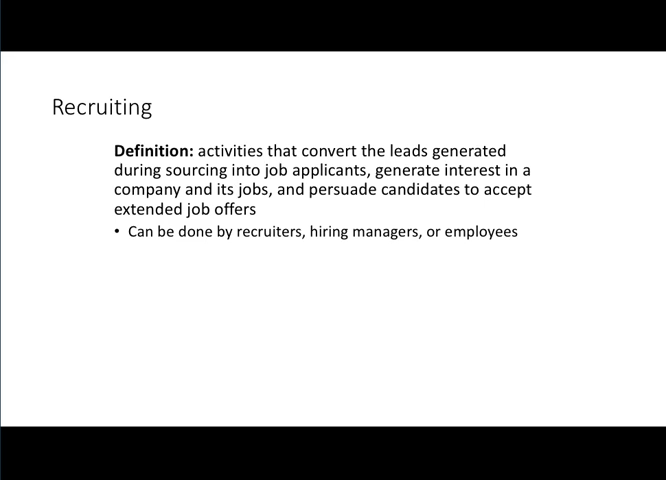 Recruiting
Definition: activities that convert the leads generated
during sourcing into job applicants, generate interest in a
company and its jobs, and persuade candidates to accept
extended job offers
• Can be done by recruiters, hiring managers, or employees